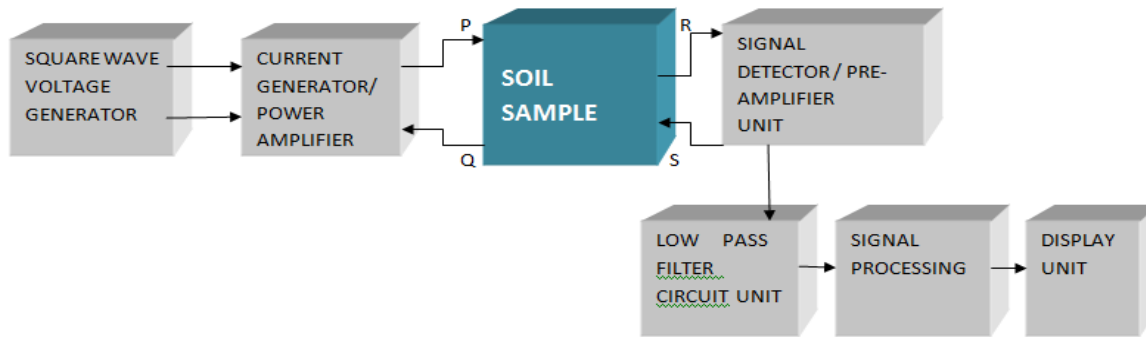 SQUARE WAVE
VOLTAGE
GENERATOR
CURRENT
GENERATOR/
POWER
AMPLIFIER
P
Q
SOIL
SAMPLE
R
S
SIGNAL
DETECTOR / PRE-
AMPLIFIER
UNIT
LOW PASS
FILTER
CIRCUIT UNIT
SIGNAL
PROCESSING
DISPLAY
UNIT